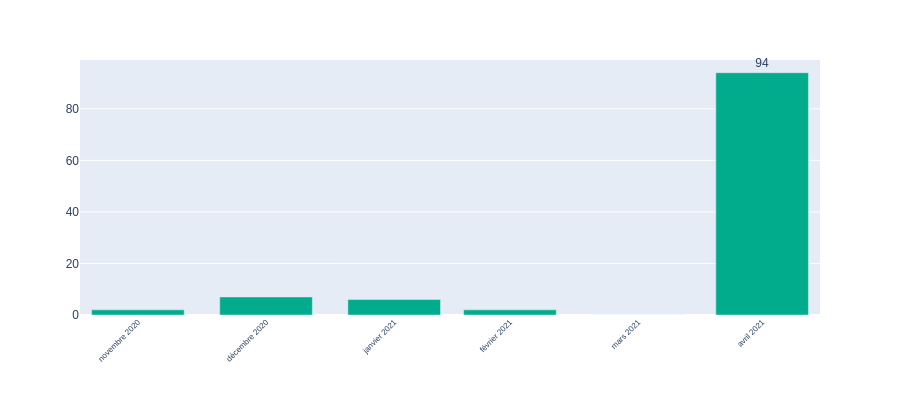 94
80
60
40
20
0
novembre 2020
décembre 2020
janvier 2021
février 2021
mars 2021
avril 2021